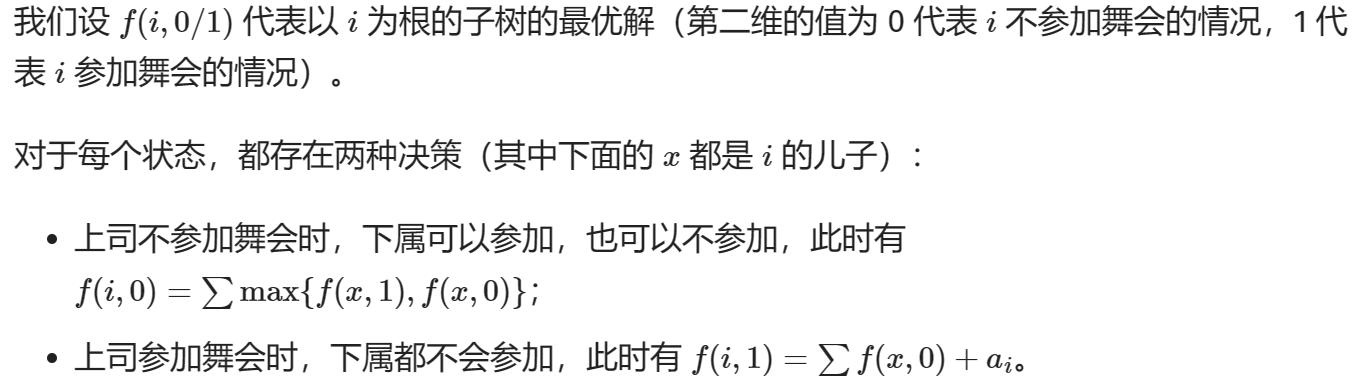 我们设 f(i,0/1) 代表以 i 为根的子树的最优解（第二维的值为 0 代表 i 不参加舞会的情况，1 代
表 i 参加舞会的情况）。
对于每个状态，都存在两种决策（其中下面的 x 都是 i 的儿子）：
• 上司不参加舞会时，下属可以参加，也可以不参加，此时有
f(i,0) = ∑ max{f(x,1), f(x,0)}；
• 上司参加舞会时，下属都不会参加，此时有 f(i,1) = ∑ f(x,0) + aᵢ。